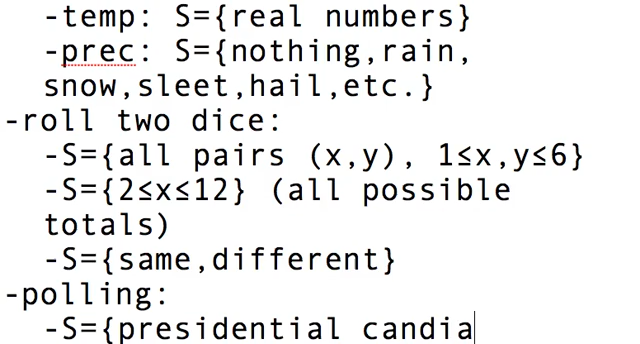 -temp: S={real numbers}
-prec: S={nothing,rain,
snow,sleet,hail,etc.}
-roll two dice:
-S={all pairs (x,y), 1≤x,y≤6}
-S={2≤x≤12} (all possible
totals)
-S={same,different}
-polling:
-S={presidential candia